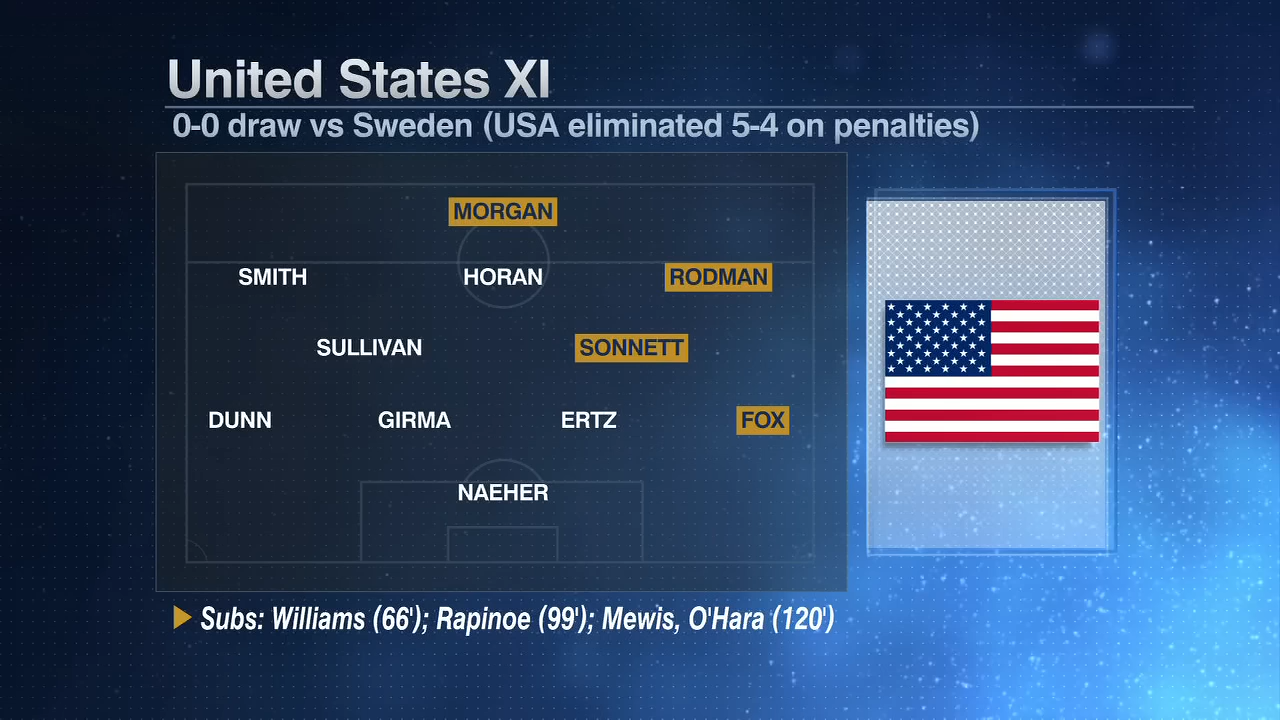 United States XI
0-0 draw vs Sweden (USA eliminated 5-4 on penalties)
MORGAN
SMITH HORAN RODMAN
SULLIVAN SONNETT
DUNN GIRMA ERTZ FOX
NAEHER
Subs: Williams (66'); Rapinoe (99'); Mewis, O'Hara (120')